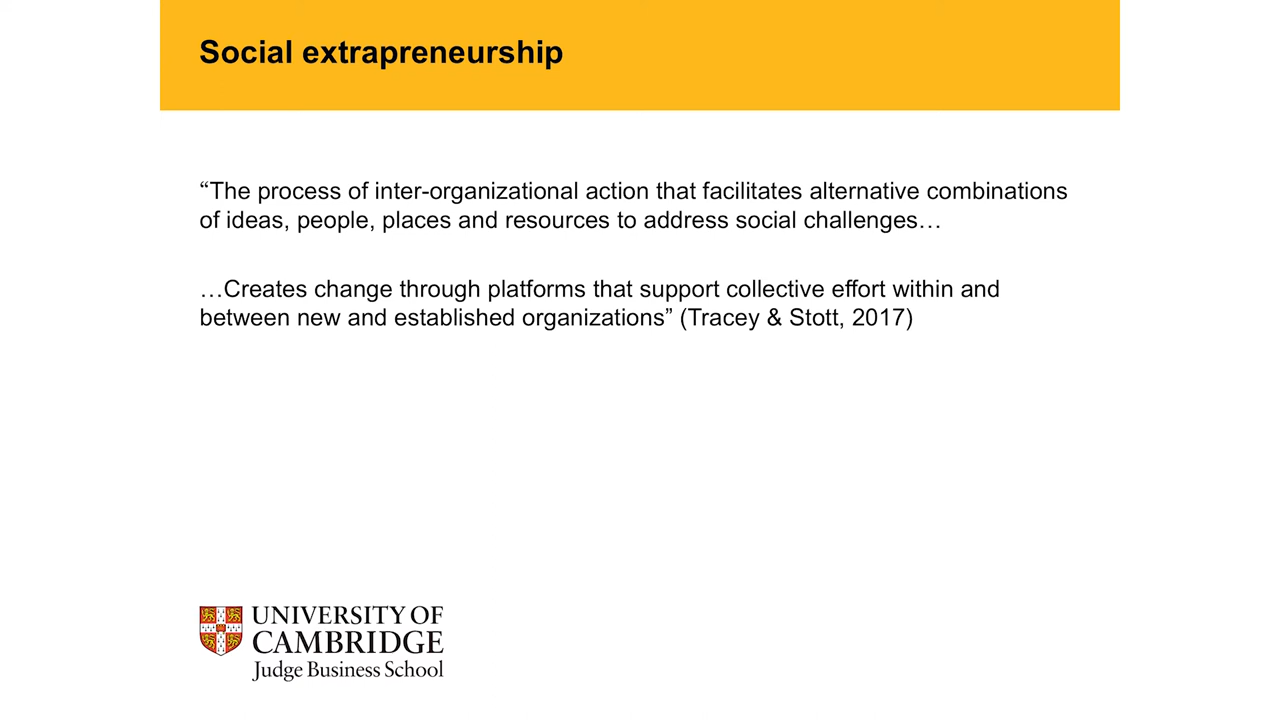 Social extrapreneurship
“The process of inter-organizational action that facilitates alternative combinations
of ideas, people, places and resources to address social challenges…
…Creates change through platforms that support collective effort within and
between new and established organizations” (Tracey & Stott, 2017)
UNIVERSITY OF
CAMBRIDGE
Judge Business School